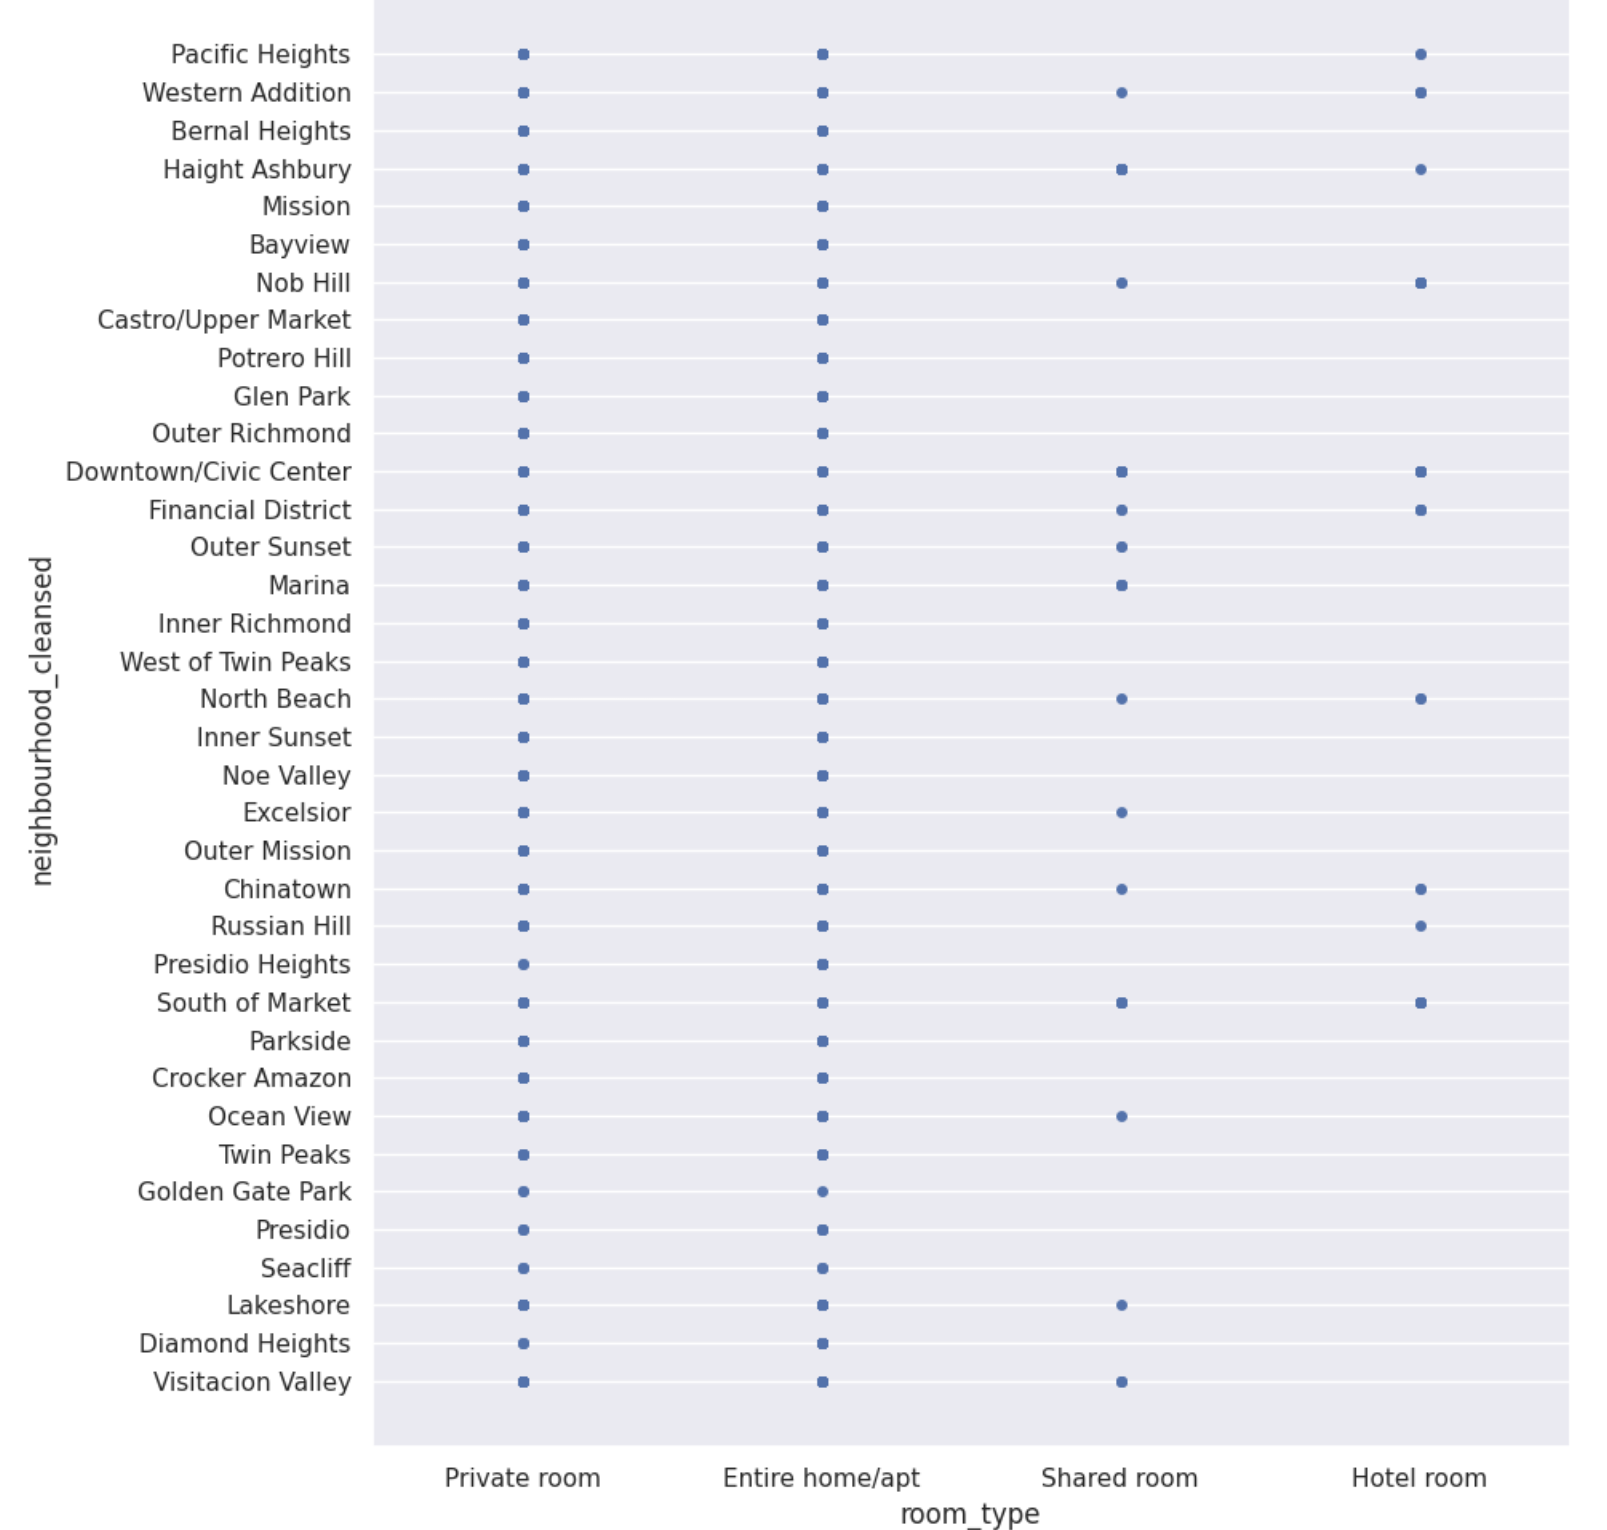 Pacific Heights
Western Addition
Bernal Heights
Haight Ashbury
Mission
Bayview
Nob Hill
Castro/Upper Market
Potrero Hill
Glen Park
Outer Richmond
Downtown/Civic Center
Financial District
Outer Sunset
Marina
Inner Richmond
West of Twin Peaks
North Beach
Inner Sunset
Noe Valley
Excelsior
Outer Mission
Chinatown
Russian Hill
Presidio Heights
South of Market
Parkside
Crocker Amazon
Ocean View
Twin Peaks
Golden Gate Park
Presidio
Seacliff
Lakeshore
Diamond Heights
Visitacion Valley
neighbourhood_cleansed
Private room Entire home/apt Shared room Hotel room
room_type